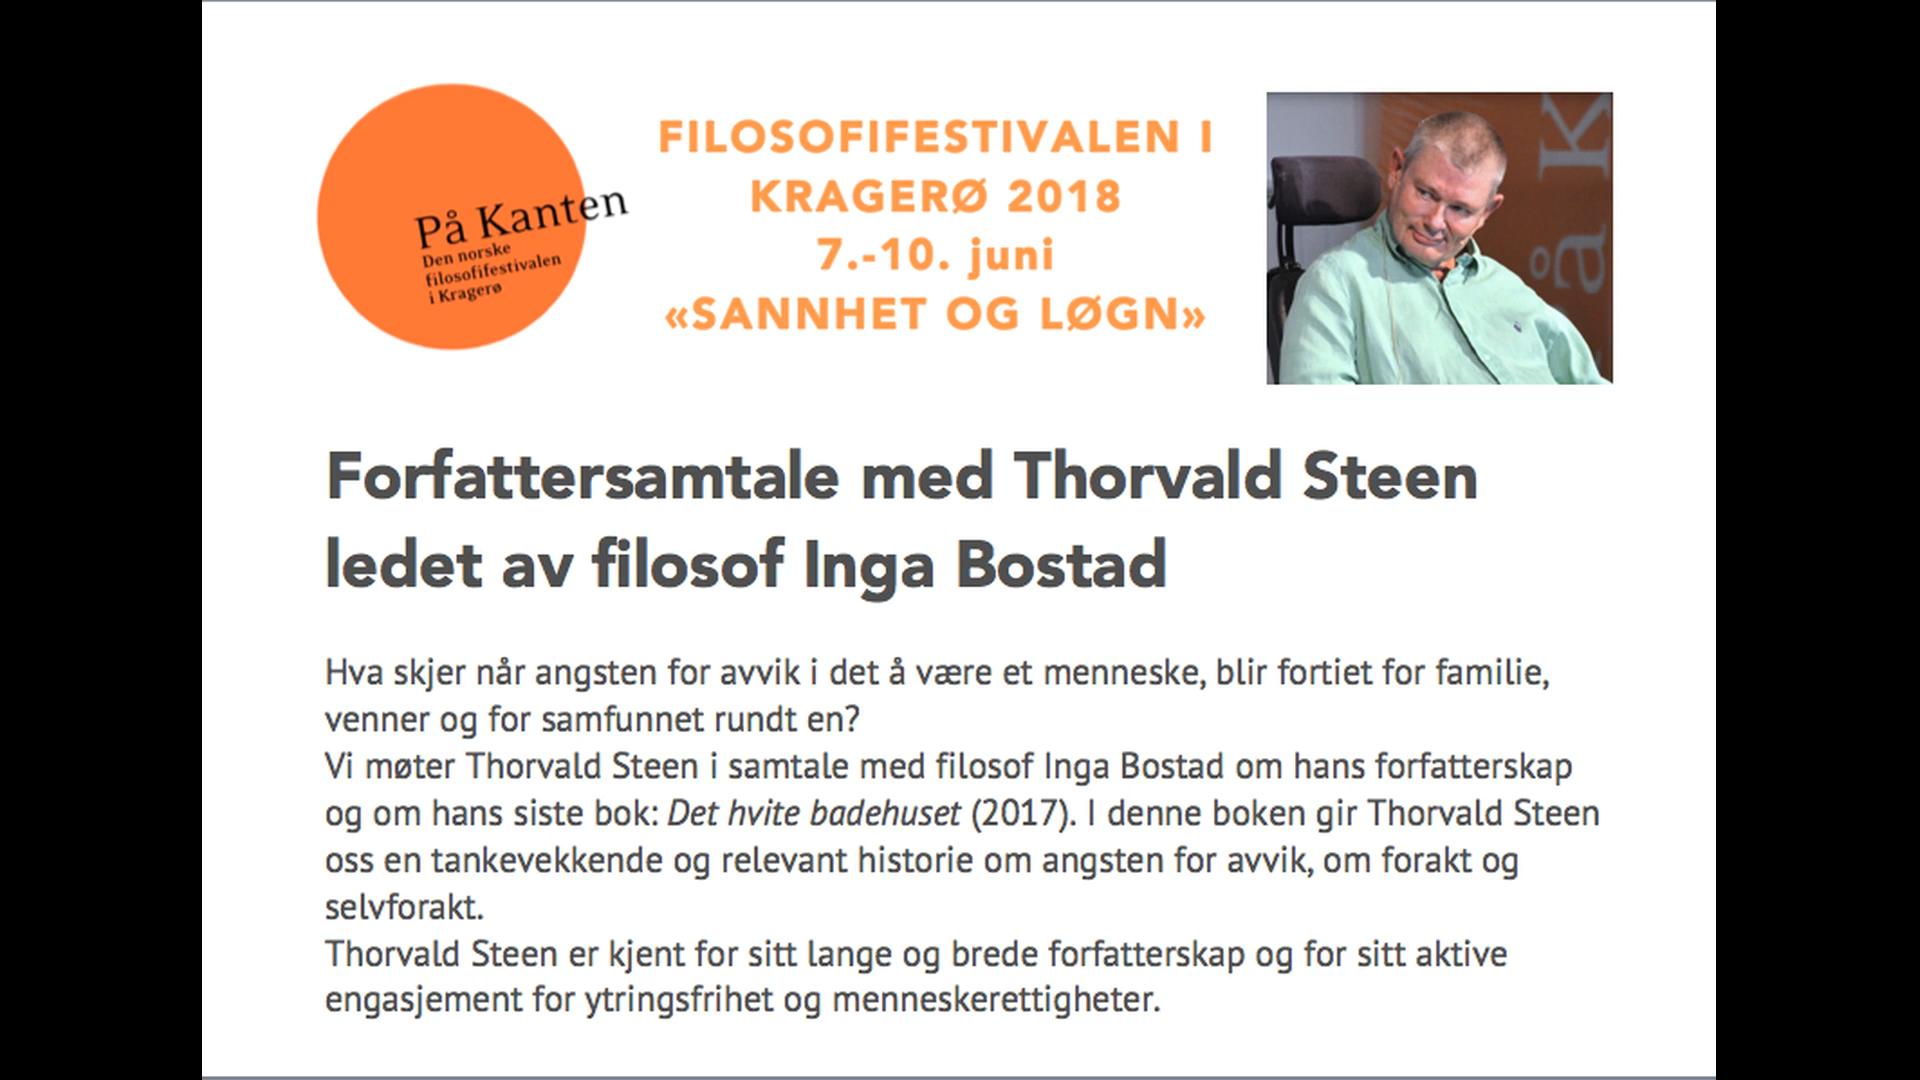 På Kanten
Den norske
filosofifestivalen
i Kragerø
FILOSOFIFESTIVALEN I
KRAGERØ 2018
7.-10. juni
«SANNHET OG LØGN»
å K
Forfattersamtale med Thorvald Steen
ledet av filosof Inga Bostad
Hva skjer når angsten for avvik i det å være et menneske, blir fortiet for familie,
venner og for samfunnet rundt en?
Vi møter Thorvald Steen i samtale med filosof Inga Bostad om hans forfatterskap
og om hans siste bok: Det hvite badehuset (2017). I denne boken gir Thorvald Steen
oss en tankevekkende og relevant historie om angsten for avvik, om forakt og
selvforakt.
Thorvald Steen er kjent for sitt lange og brede forfatterskap og for sitt aktive
engasjement for ytringsfrihet og menneskerettigheter.